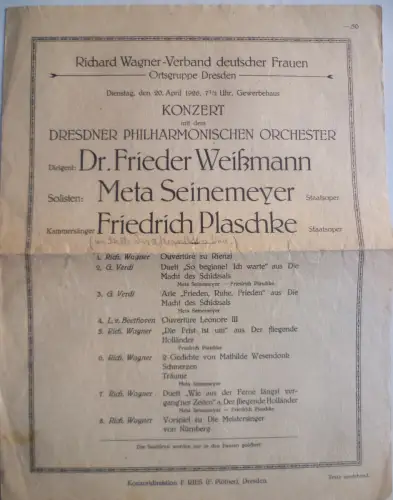 —.50
Richard Wagner-Verband deutscher Frauen
Ortsgruppe Dresden
Dienstag, den 20. April 1926, 7½ Uhr, Gewerbehaus
KONZERT
mit dem
DRESDNER PHILHARMONISCHEN ORCHESTER
Dirigent: Dr. Frieder Weißmann
Solisten: Meta Seinemeyer Staatsoper
Kammersänger Friedrich Plaschke Staatsoper
1. Rich. Wagner Ouvertüre zu Rienzi
2. G. Verdi Duett „So beginne! Ich warte" aus Die
Macht des Schicksals
Meta Seinemeyer — Friedrich Plaschke
3. G. Verdi Arie „Frieden, Ruhe, Frieden" aus Die
Macht des Schicksals
Meta Seinemeyer
4. L. v. Beethoven Ouvertüre Leonore III
5. Rich. Wagner „Die Frist ist um" aus Der fliegende
Holländer
Friedrich Plaschke
6. Rich. Wagner 2 Gedichte von Mathilde Wesendonk
Schmerzen
Träume
Meta Seinemeyer
7. Rich. Wagner Duett „Wie aus der Ferne längst ver-
gang'ner Zeiten" a. Der fliegende Holländer
Meta Seinemeyer — Friedrich Plaschke
8. Rich. Wagner Vorspiel zu Die Meistersinger
von Nürnberg
Die Saaltüren werden nur in den Pausen geöffnet
Konzertdirektion F. RIES (F. Plötner), Dresden.
Texte umstehend.